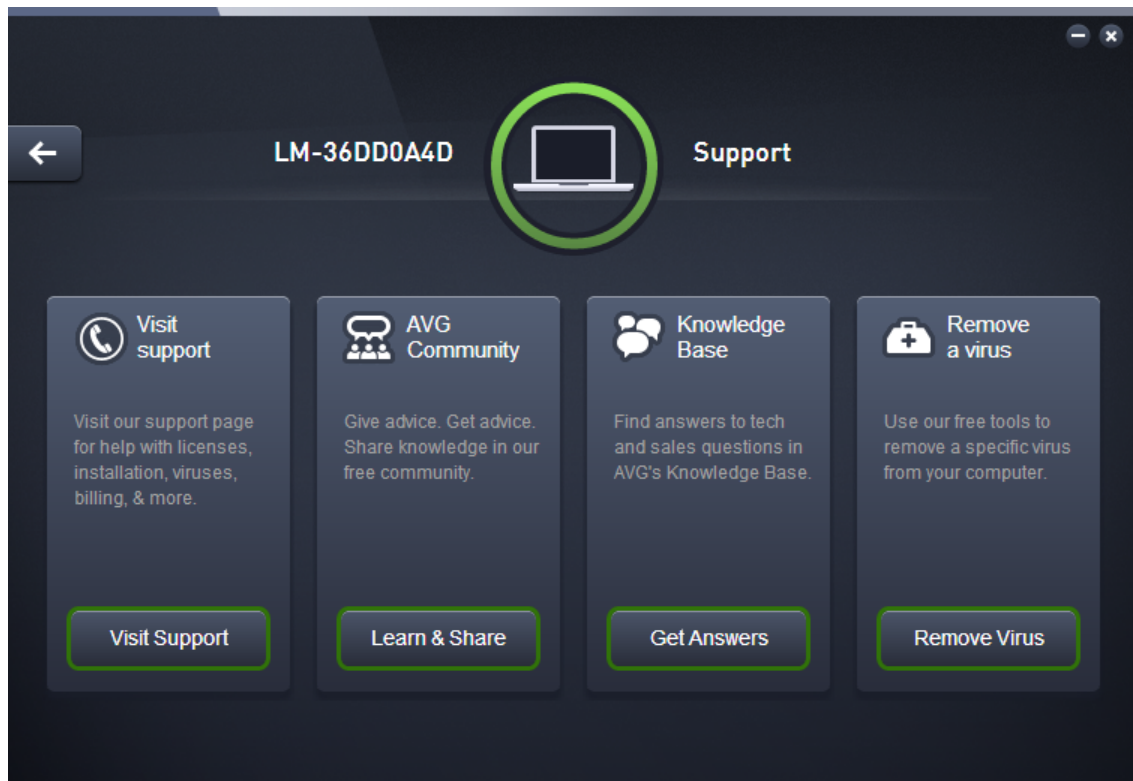 LM-36DD0A4D
Support
Visit
support
Visit our support page
for help with licenses,
installation, viruses,
billing, & more.
Visit Support
AVG
Community
Give advice. Get advice.
Share knowledge in our
free community.
Learn & Share
Knowledge
Base
Find answers to tech
and sales questions in
AVG's Knowledge Base.
Get Answers
Remove
a virus
Use our free tools to
remove a specific virus
from your computer.
Remove Virus